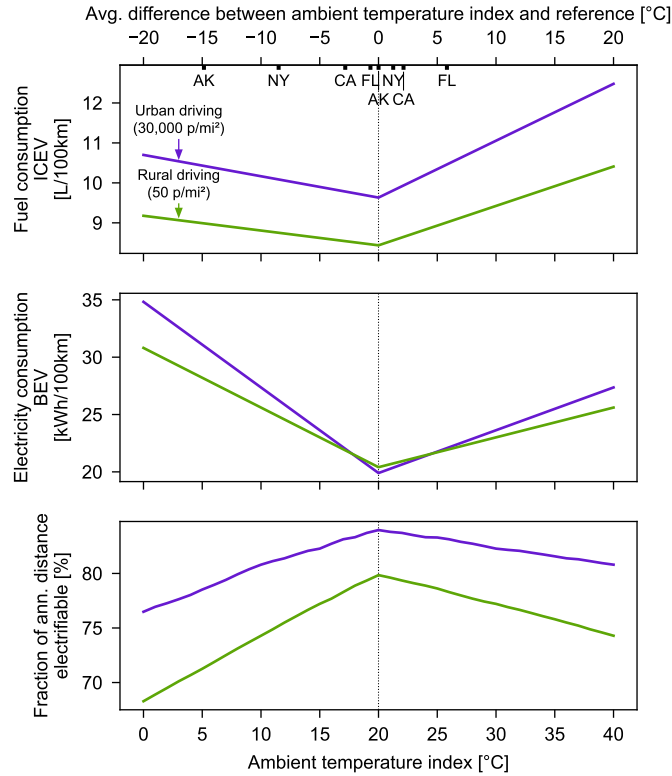 Avg. difference between ambient temperature index and reference [°C]
−20 −15 −10 −5 0 5 10 15 20
AK NY CA FL NY FL
AK CA
12
11
10
9
Fuel consumption
ICEV
[L/100km]
Urban driving
(30,000 p/mi²)
Rural driving
(50 p/mi²)
35
30
25
20
Electricity consumption
BEV
[kWh/100km]
80
75
70
Fraction of ann. distance
electrifiable [%]
0 5 10 15 20 25 30 35 40
Ambient temperature index [°C]